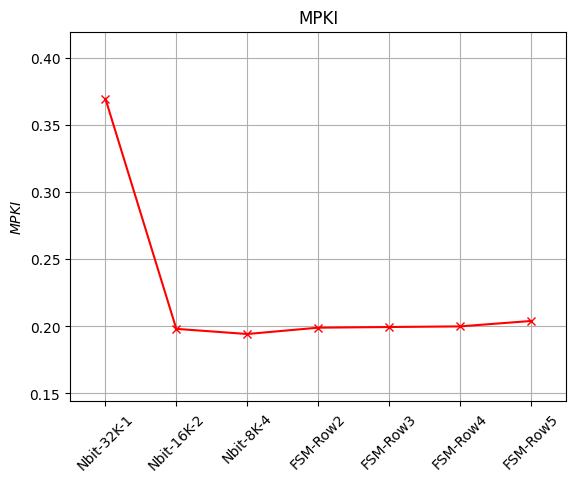 MPKI
MPKI
0.40
0.35
0.30
0.25
0.20
0.15
Nbit-32K-1
Nbit-16K-2
Nbit-8K-4
FSM-Row2
FSM-Row3
FSM-Row4
FSM-Row5